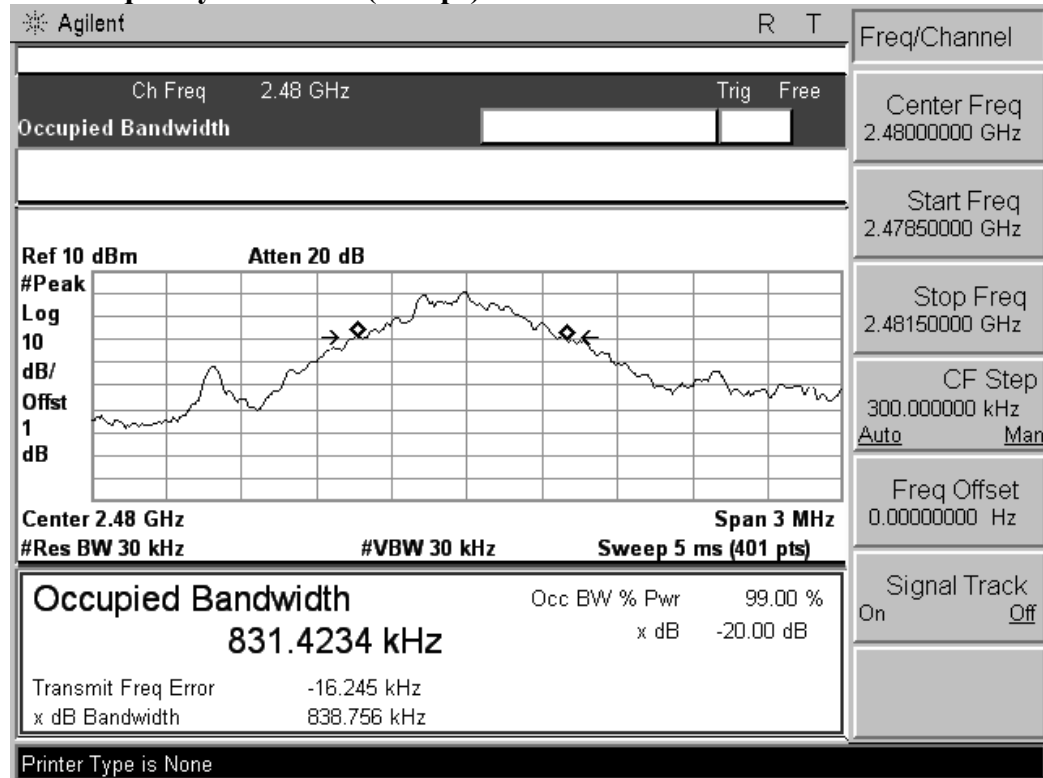 Agilent R T
Ch Freq 2.48 GHz Trig Free
Occupied Bandwidth
Ref 10 dBm Atten 20 dB
#Peak
Log
10
dB/
Offst
1
dB
Center 2.48 GHz Span 3 MHz
#Res BW 30 kHz #VBW 30 kHz Sweep 5 ms (401 pts)
Occupied Bandwidth
831.4234 kHz
Occ BW % Pwr 99.00 %
x dB -20.00 dB
Transmit Freq Error -16.245 kHz
x dB Bandwidth 838.756 kHz
Printer Type is None
Freq/Channel
Center Freq
2.48000000 GHz
Start Freq
2.47850000 GHz
Stop Freq
2.48150000 GHz
CF Step
300.000000 kHz
Auto Man
Freq Offset
0.00000000 Hz
Signal Track
On Off